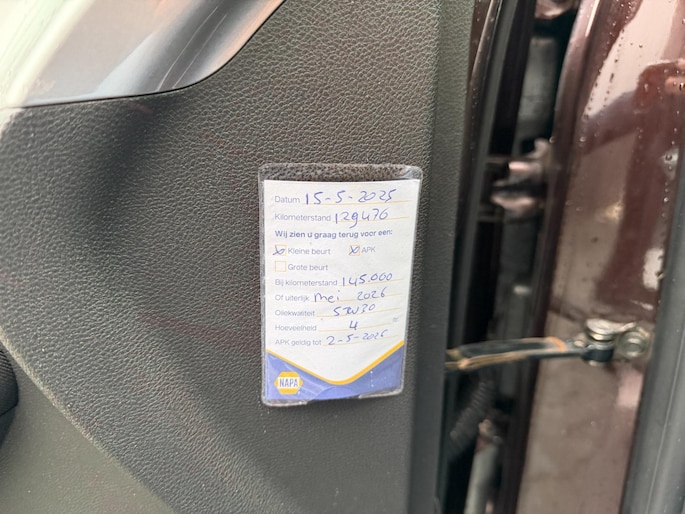 Datum 15-5-2025
Kilometerstand 129476
Wij zien u graag terug voor een:
Kleine beurt APK
Grote beurt
Bij kilometerstand 145.000
Of uiterlijk mei 2026
Oliekwaliteit 5W30
Hoeveelheid 4
APK geldig tot 2-5-2026
NAPA